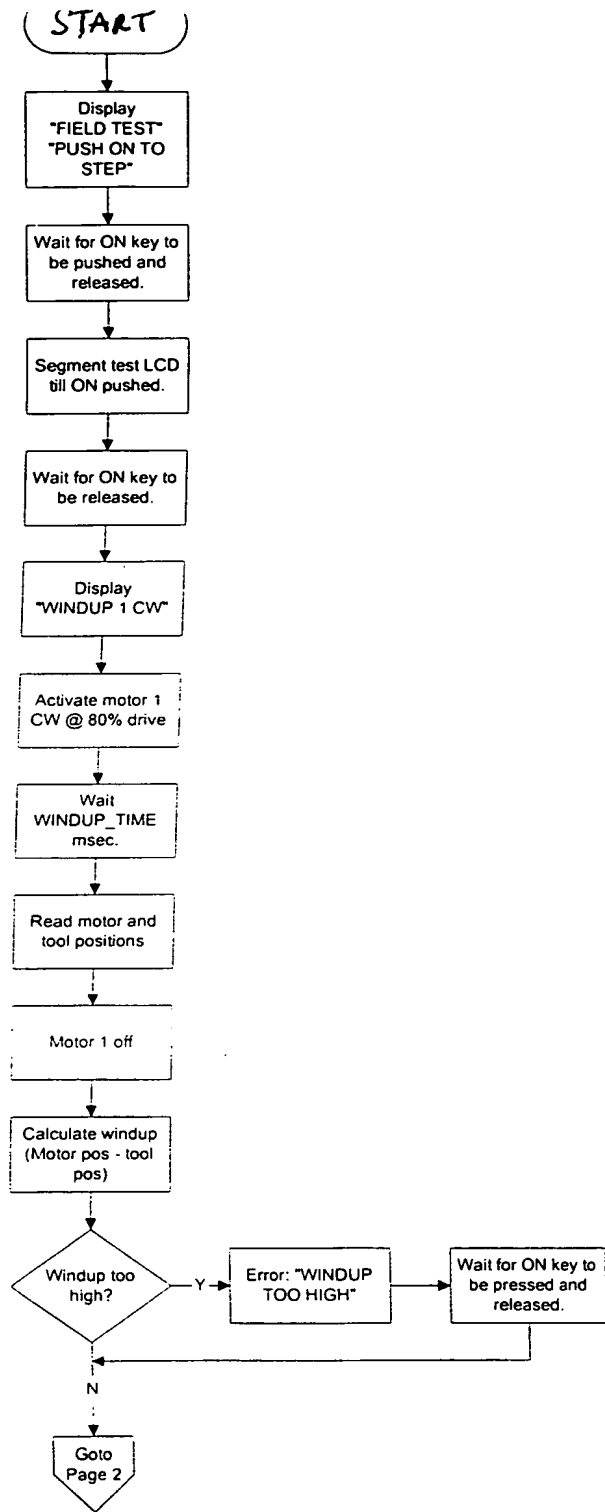 START
Display
"FIELD TEST"
"PUSH ON TO
STEP"
Wait for ON key to
be pushed and
released.
Segment test LCD
till ON pushed.
Wait for ON key to
be released.
Display
"WINDUP 1 CW"
Activate motor 1
CW @ 80% drive
Wait
WINDUP_TIME
msec.
Read motor and
tool positions
Motor 1 off
Calculate windup
(Motor pos - tool
pos)
Windup too
high?
Y
Error: "WINDUP
TOO HIGH"
Wait for ON key to
be pressed and
released.
N
Goto
Page 2